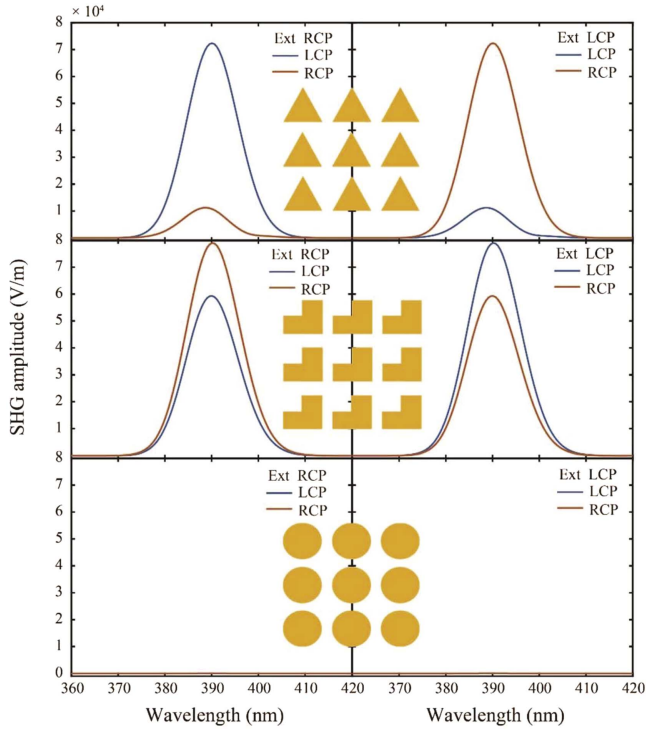 8 × 10⁴
Ext RCP
LCP
RCP
Ext LCP
LCP
RCP
7
6
5
4
3
2
1
8
Ext RCP
LCP
RCP
Ext LCP
LCP
RCP
7
6
5
4
3
2
1
8
Ext RCP
LCP
RCP
Ext LCP
LCP
RCP
7
6
5
4
3
2
1
0
SHG amplitude (V/m)
360 370 380 390 400 410 420 370 380 390 400 410 420
Wavelength (nm) Wavelength (nm)